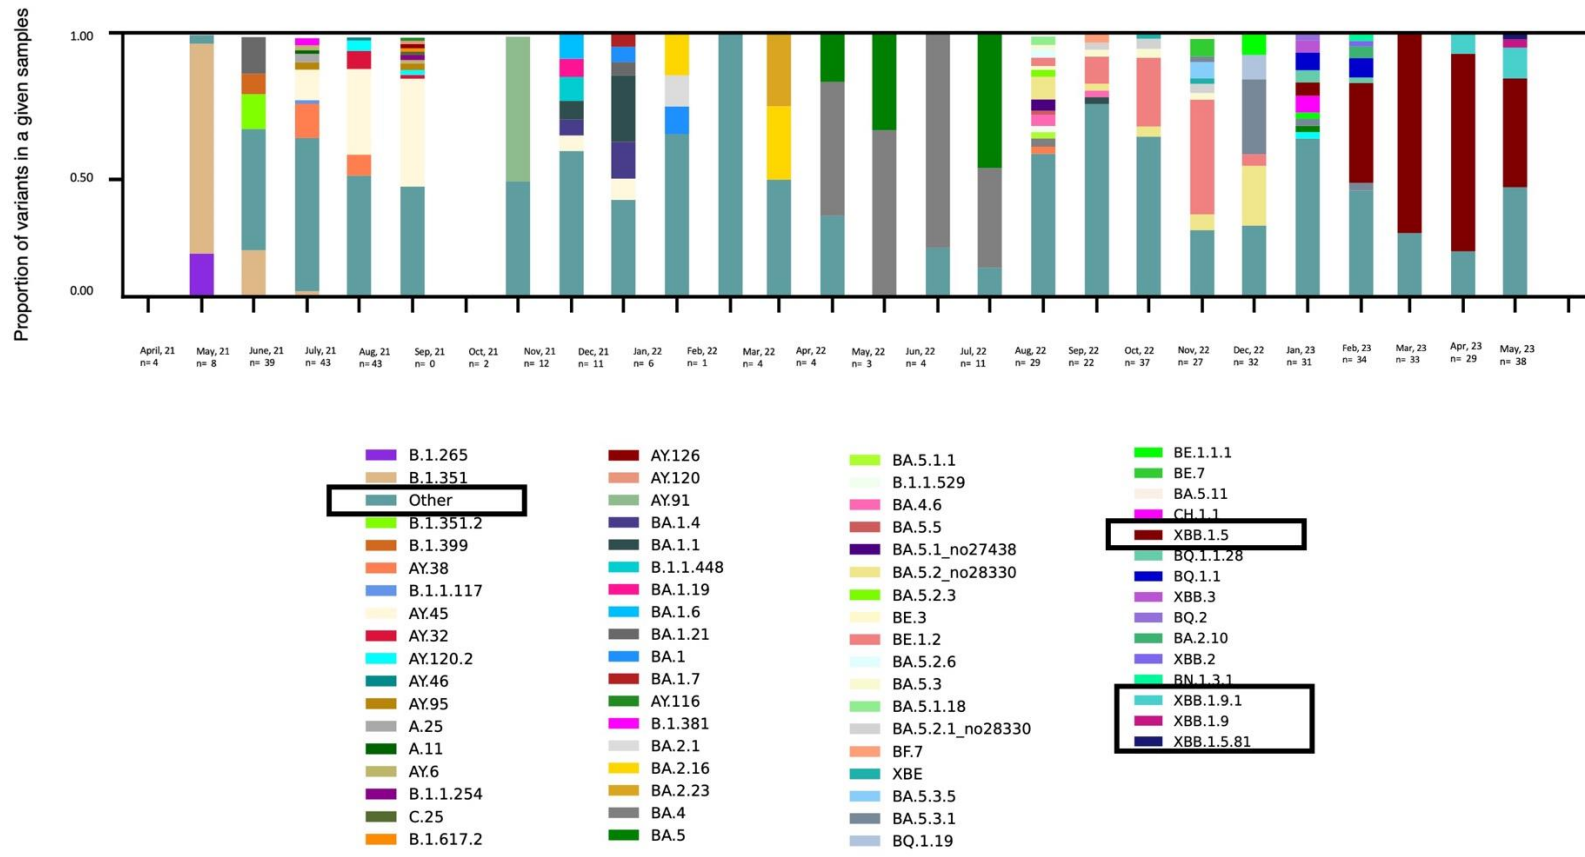 Proportion of variants in a given samples
1.00
0.50
0.00
April, 21
n= 4
May, 21
n= 8
June, 21
n= 39
July, 21
n= 43
Aug, 21
n= 43
Sep, 21
n= 0
Oct, 21
n= 2
Nov, 21
n= 12
Dec, 21
n= 11
Jan, 22
n= 6
Feb, 22
n= 1
Mar, 22
n= 4
Apr, 22
n= 4
May, 22
n= 3
Jun, 22
n= 4
Jul, 22
n= 11
Aug, 22
n= 29
Sep, 22
n= 22
Oct, 22
n= 37
Nov, 22
n= 27
Dec, 22
n= 32
Jan, 23
n= 31
Feb, 23
n= 34
Mar, 23
n= 33
Apr, 23
n= 29
May, 23
n= 38
B.1.265
B.1.351
Other
B.1.351.2
B.1.399
AY.38
B.1.1.117
AY.45
AY.32
AY.120.2
AY.46
AY.95
A.25
A.11
AY.6
B.1.1.254
C.25
B.1.617.2
AY.126
AY.120
AY.91
BA.1.4
BA.1.1
B.1.1.448
BA.1.19
BA.1.6
BA.1.21
BA.1
BA.1.7
AY.116
B.1.381
BA.2.1
BA.2.16
BA.2.23
BA.4
BA.5
BA.5.1.1
B.1.1.529
BA.4.6
BA.5.5
BA.5.1_no27438
BA.5.2_no28330
BA.5.2.3
BE.3
BE.1.2
BA.5.2.6
BA.5.3
BA.5.1.18
BA.5.2.1_no28330
BF.7
XBE
BA.5.3.5
BA.5.3.1
BQ.1.19
BE.1.1.1
BE.7
BA.5.11
CH.1.1
XBB.1.5
BQ.1.1.28
BQ.1.1
XBB.3
BQ.2
BA.2.10
XBB.2
BN.1.3.1
XBB.1.9.1
XBB.1.9
XBB.1.5.81